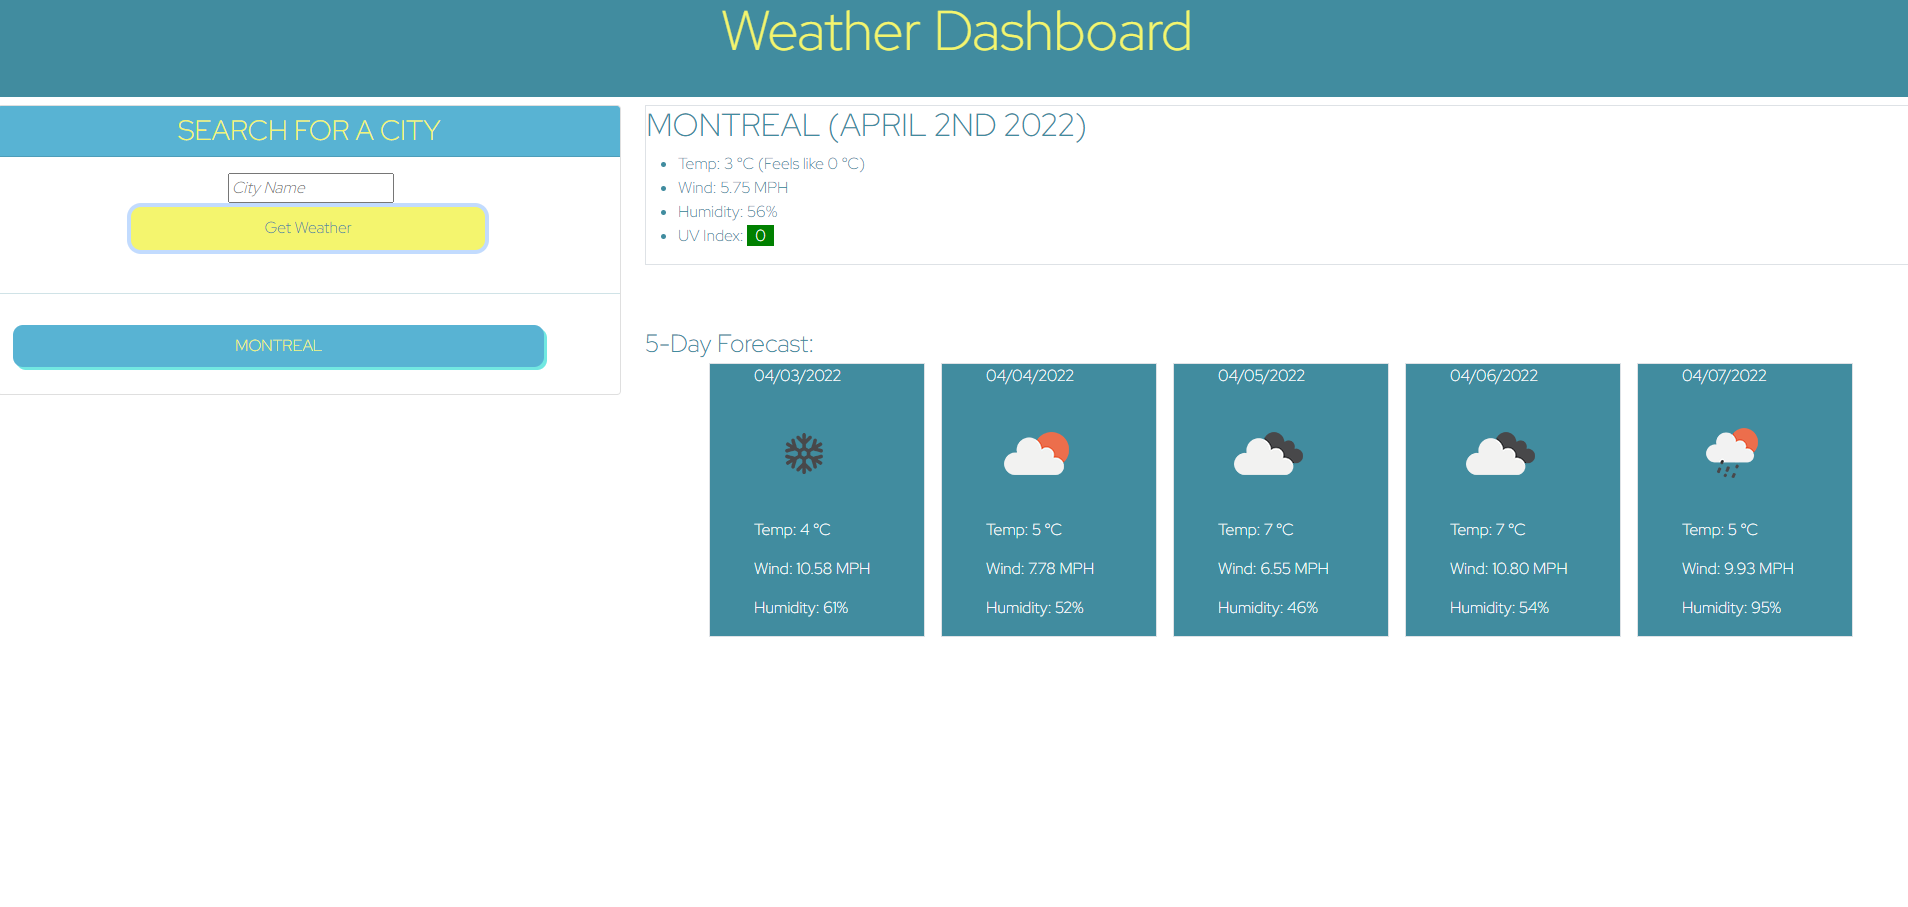 Weather Dashboard
SEARCH FOR A CITY
City Name
Get Weather
MONTREAL
MONTREAL (APRIL 2ND 2022)
Temp: 3 °C (Feels like 0 °C)
Wind: 5.75 MPH
Humidity: 56%
UV Index: 0
5-Day Forecast:
04/03/2022
Temp: 4 °C
Wind: 10.58 MPH
Humidity: 61%
04/04/2022
Temp: 5 °C
Wind: 7.78 MPH
Humidity: 52%
04/05/2022
Temp: 7 °C
Wind: 6.55 MPH
Humidity: 46%
04/06/2022
Temp: 7 °C
Wind: 10.80 MPH
Humidity: 54%
04/07/2022
Temp: 5 °C
Wind: 9.93 MPH
Humidity: 95%